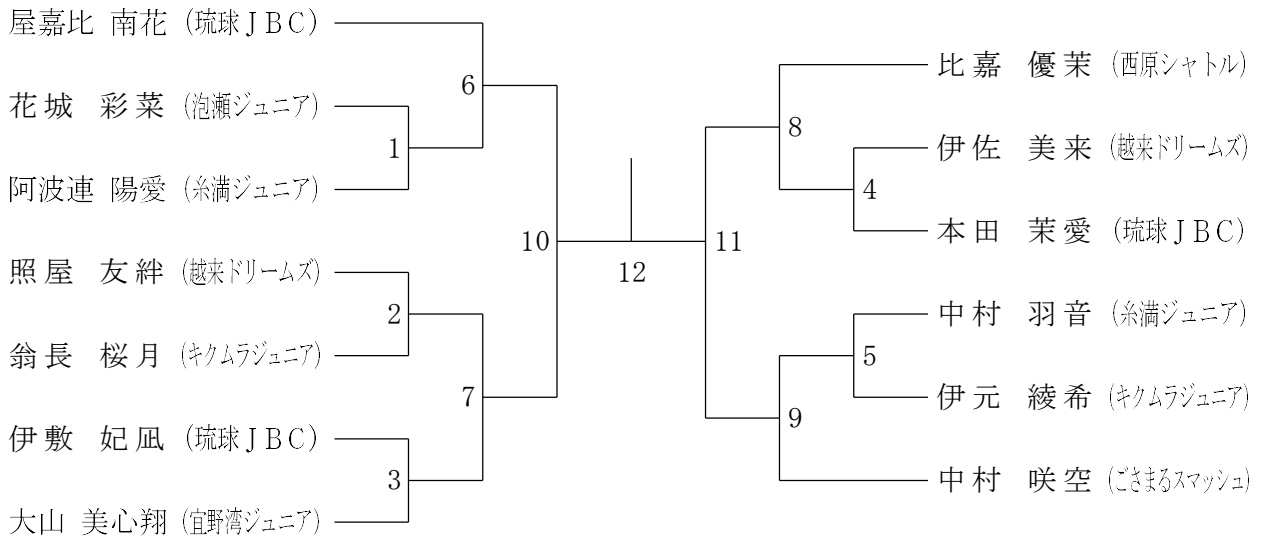 屋嘉比 南花 (琉球JBC)
6
花城 彩菜 (泡瀬ジュニア)
1
阿波連 陽愛 (糸満ジュニア)
10
照屋 友絆 (越来ドリームズ)
2
翁長 桜月 (キクムラジュニア)
7
伊敷 妃凪 (琉球JBC)
3
大山 美心翔 (宜野湾ジュニア)
12
比嘉 優茉 (西原シャトル)
8
伊佐 美来 (越来ドリームズ)
4
本田 茉愛 (琉球JBC)
11
中村 羽音 (糸満ジュニア)
5
伊元 綾希 (キクムラジュニア)
9
中村 咲空 (ごさまるスマッシュ)